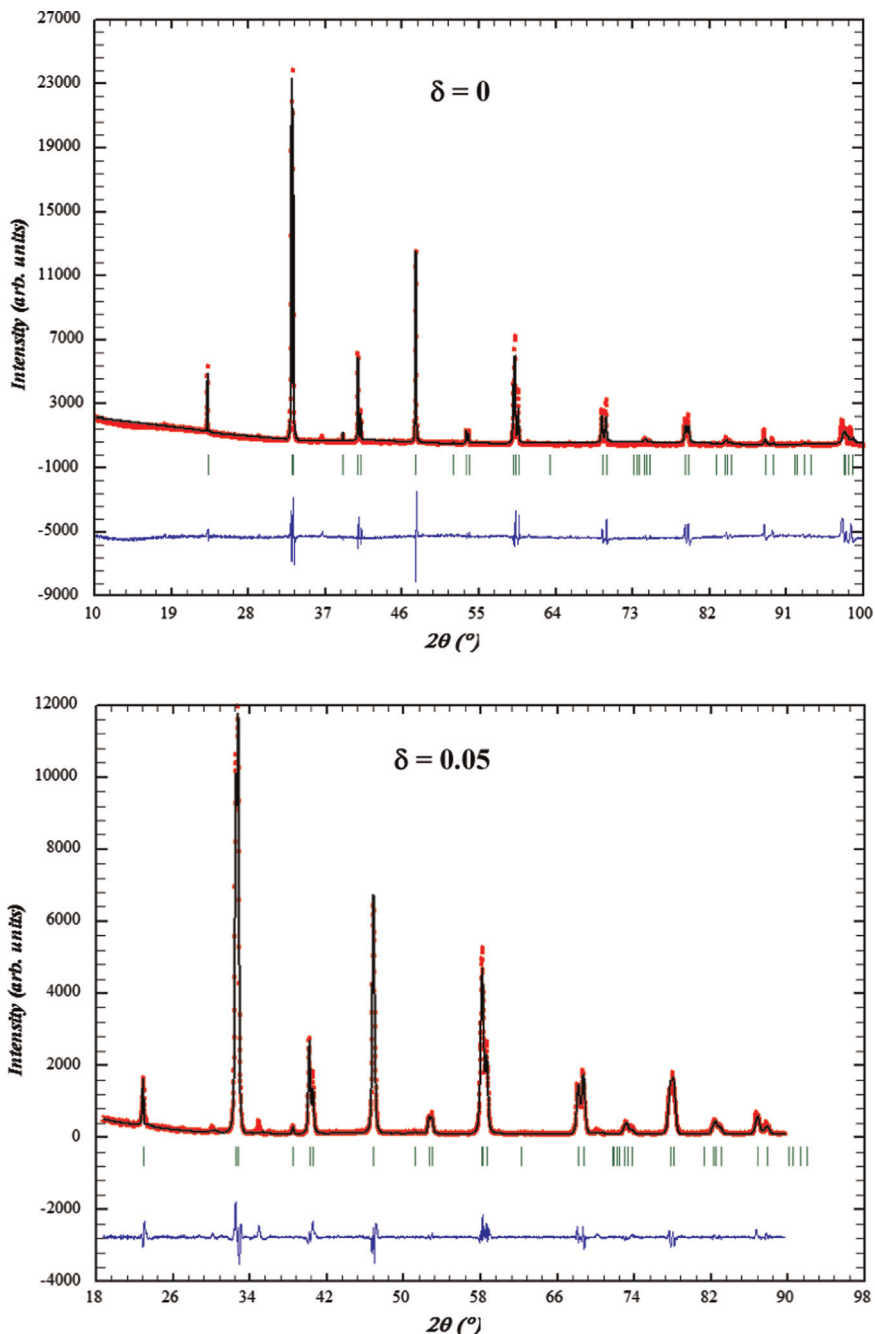 27000
δ = 0
23000
19000
15000
11000
7000
3000
-1000
-5000
-9000
Intensity (arb. units)
10 19 28 37 46 55 64 73 82 91 100
2θ (°)
12000
δ = 0.05
10000
8000
6000
4000
2000
0
-2000
-4000
Intensity (arb. units)
18 26 34 42 50 58 66 74 82 90 98
2θ (°)